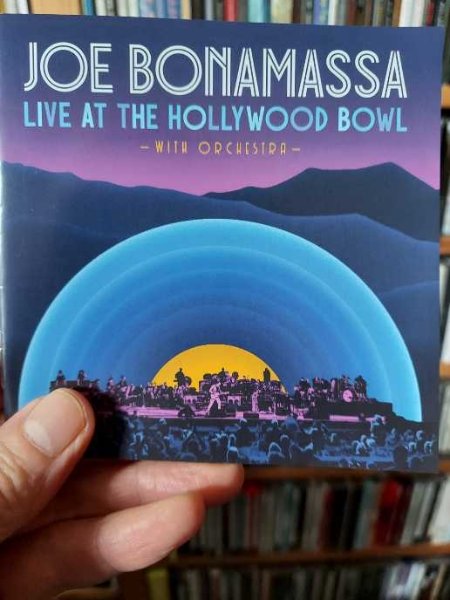 JOE BONAMASSA
LIVE AT THE HOLLYWOOD BOWL
– WITH ORCHESTRA –